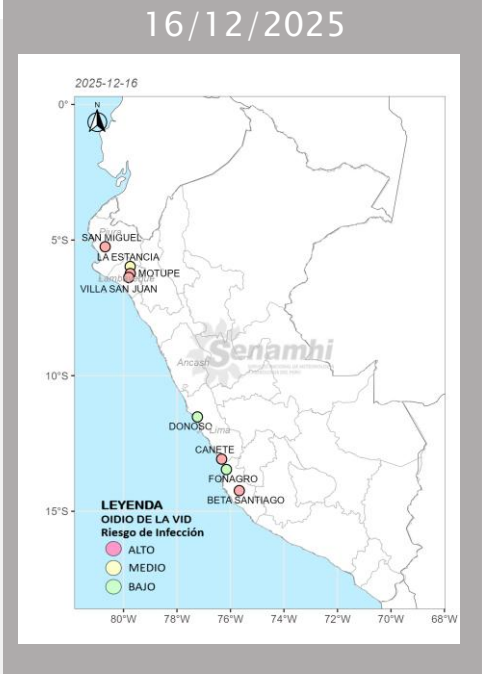 16/12/2025
2025-12-16
N
0°
Piura
SAN MIGUEL
5°S
LA ESTANCIA
MOTUPE
VILLA SAN JUAN
Senamhi
Ancash
10°S
DONOSO
Lima
CAÑETE
FONAGRO
BETA SANTIAGO
LEYENDA
OIDIO DE LA VID
15°S
Riesgo de Infección
ALTO
MEDIO
BAJO
80°W 78°W 76°W 74°W 72°W 70°W 68°W